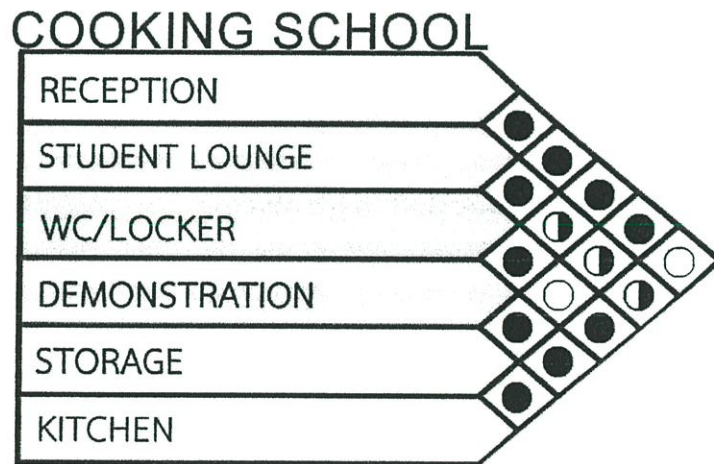 COOKING SCHOOL
RECEPTION
STUDENT LOUNGE
WC/LOCKER
DEMONSTRATION
STORAGE
KITCHEN